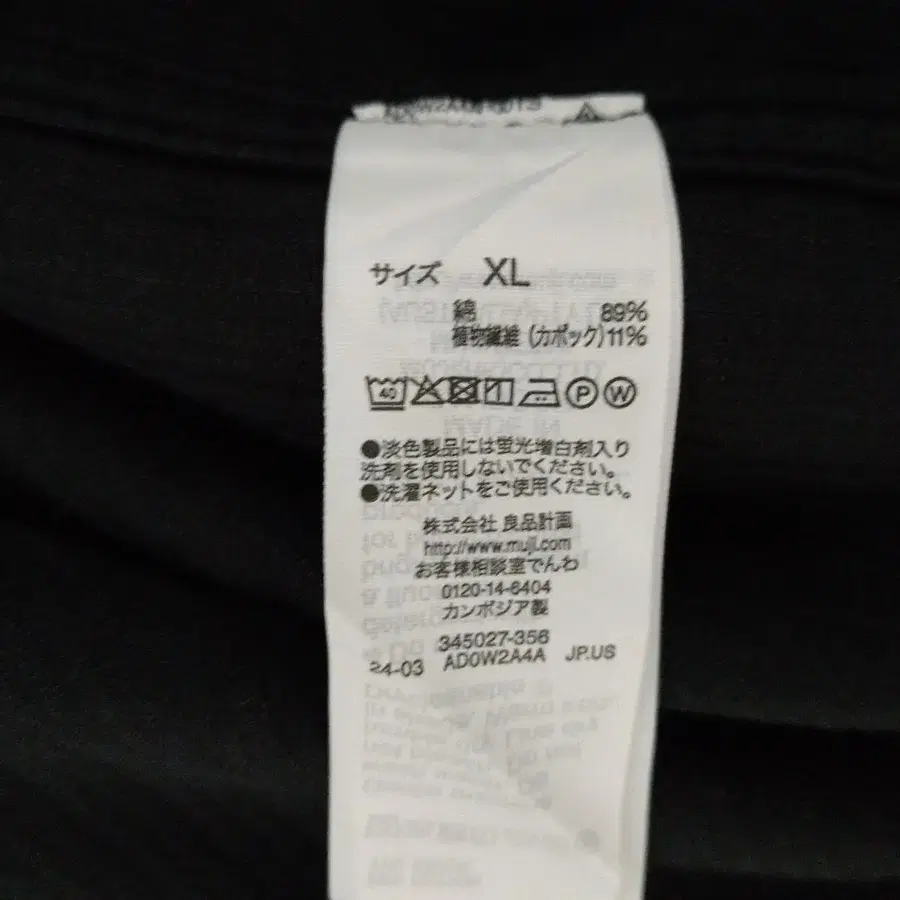 サイズ XL
綿 89%
植物繊維 (カポック) 11%
40 P W
●淡色製品には蛍光増白剤入り
洗剤を使用しないでください。
●洗濯ネットをご使用ください。
株式会社 良品計画
http://www.muji.com
お客様相談室でんわ
0120-14-6404
カンボジア製
345027-356
24-03 AD0W2A4A JP.US